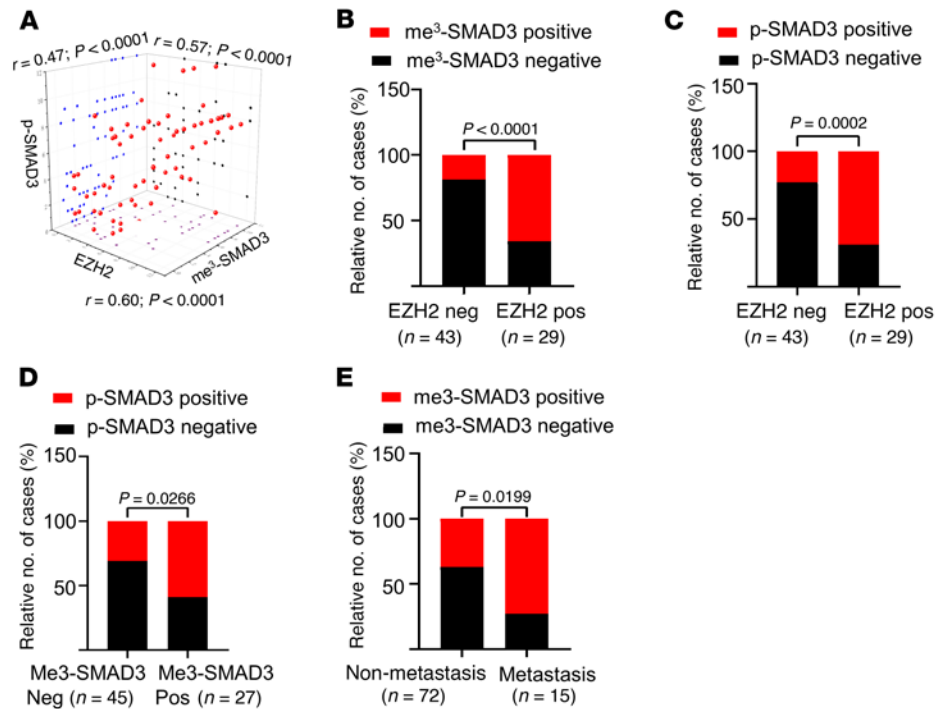 A
r = 0.47; P < 0.0001
r = 0.57; P < 0.0001
p-SMAD3
EZH2
me³-SMAD3
r = 0.60; P < 0.0001
B
me³-SMAD3 positive
me³-SMAD3 negative
Relative no. of cases (%)
150
100
50
P < 0.0001
EZH2 neg
(n = 43)
EZH2 pos
(n = 29)
C
p-SMAD3 positive
p-SMAD3 negative
Relative no. of cases (%)
150
100
50
P = 0.0002
EZH2 neg
(n = 43)
EZH2 pos
(n = 29)
D
p-SMAD3 positive
p-SMAD3 negative
Relative no. of cases (%)
150
100
50
P = 0.0266
Me3-SMAD3
Neg (n = 45)
Me3-SMAD3
Pos (n = 27)
E
me3-SMAD3 positive
me3-SMAD3 negative
Relative no. of cases (%)
150
100
50
P = 0.0199
Non-metastasis
(n = 72)
Metastasis
(n = 15)